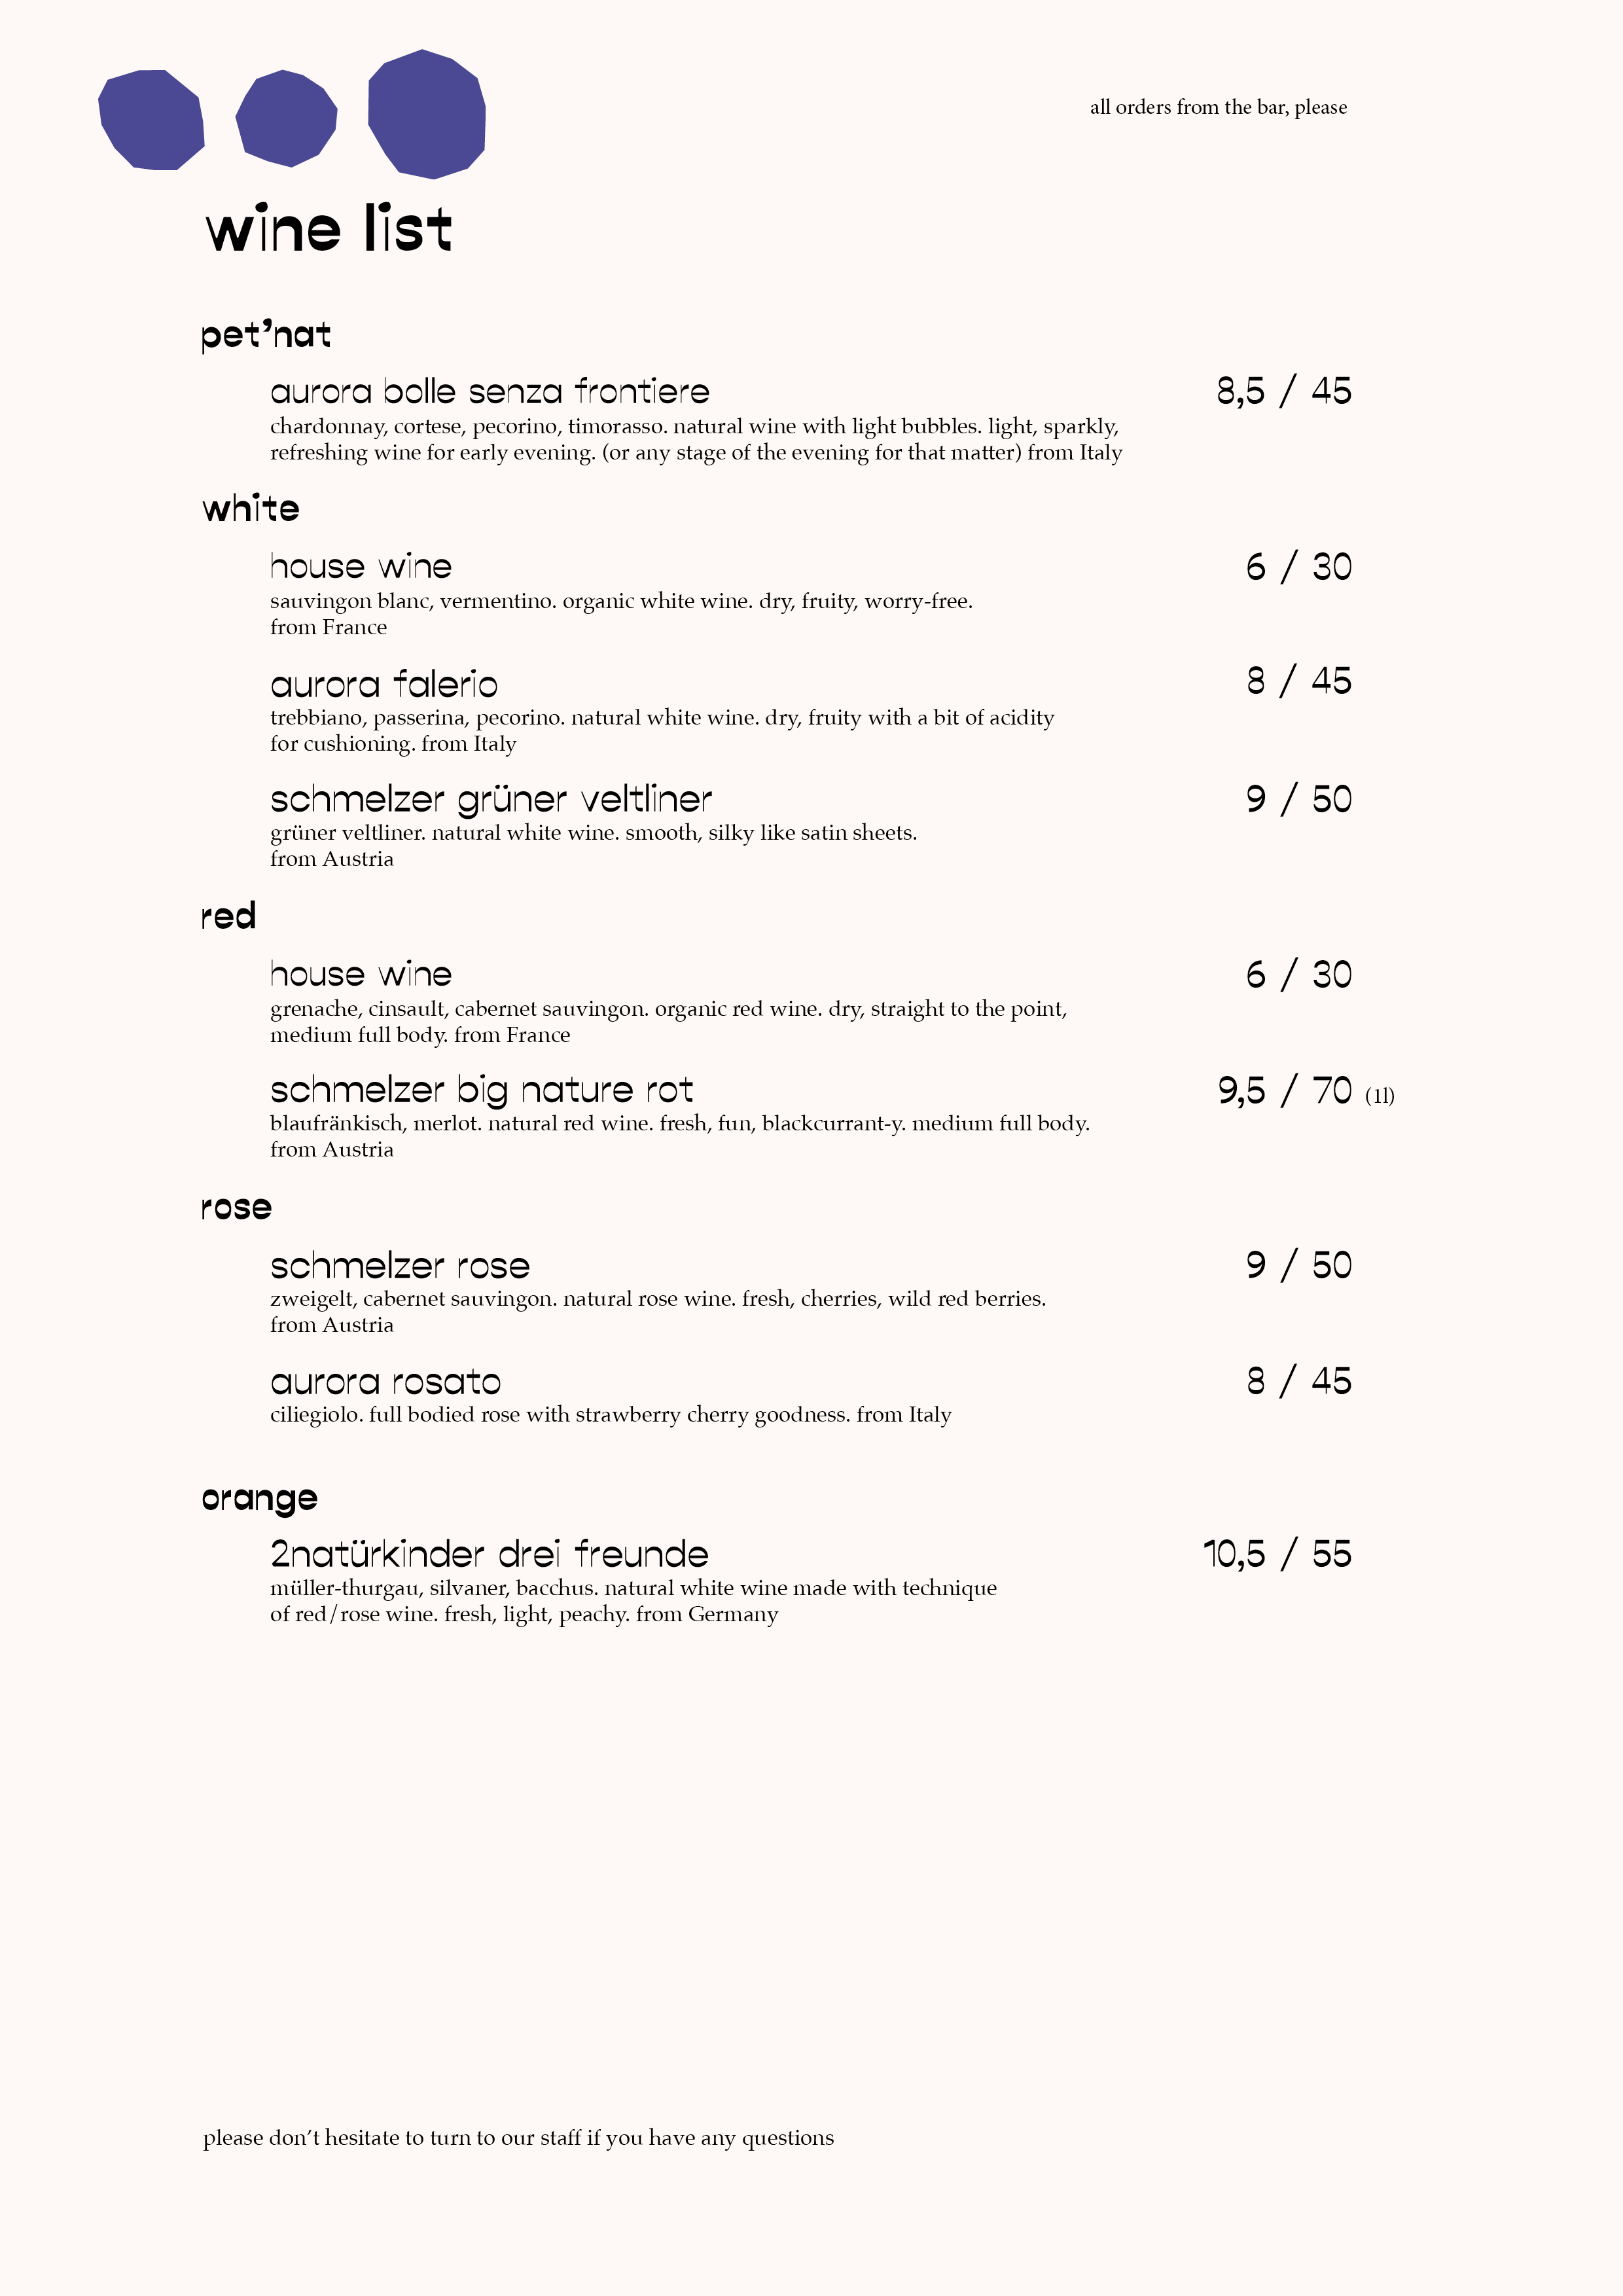 all orders from the bar, please
wine list
pet’nat
aurora bolle senza frontiere 8,5 / 45
chardonnay, cortese, pecorino, timorasso. natural wine with light bubbles. light, sparkly,
refreshing wine for early evening. (or any stage of the evening for that matter) from Italy
white
house wine 6 / 30
sauvingon blanc, vermentino. organic white wine. dry, fruity, worry-free.
from France
aurora falerio 8 / 45
trebbiano, passerina, pecorino. natural white wine. dry, fruity with a bit of acidity
for cushioning. from Italy
schmelzer grüner veltliner 9 / 50
grüner veltliner. natural white wine. smooth, silky like satin sheets.
from Austria
red
house wine 6 / 30
grenache, cinsault, cabernet sauvingon. organic red wine. dry, straight to the point,
medium full body. from France
schmelzer big nature rot 9,5 / 70 (1l)
blaufränkisch, merlot. natural red wine. fresh, fun, blackcurrant-y. medium full body.
from Austria
rose
schmelzer rose 9 / 50
zweigelt, cabernet sauvingon. natural rose wine. fresh, cherries, wild red berries.
from Austria
aurora rosato 8 / 45
ciliegiolo. full bodied rose with strawberry cherry goodness. from Italy
orange
2natürkinder drei freunde 10,5 / 55
müller-thurgau, silvaner, bacchus. natural white wine made with technique
of red/rose wine. fresh, light, peachy. from Germany
please don’t hesitate to turn to our staff if you have any questions